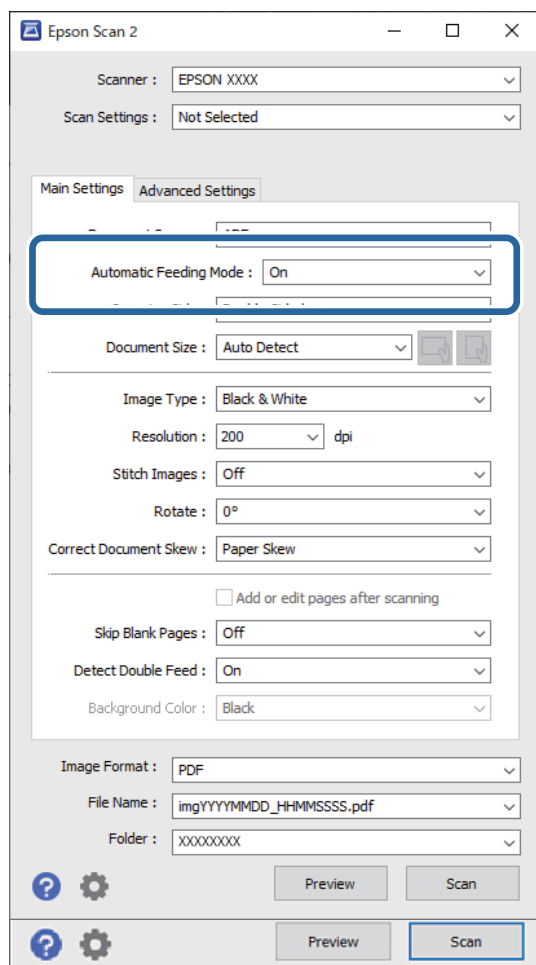 Epson Scan 2
Scanner : EPSON XXXX
Scan Settings : Not Selected
Main Settings Advanced Settings
Automatic Feeding Mode : On
Document Size : Auto Detect
Image Type : Black & White
Resolution : 200 dpi
Stitch Images : Off
Rotate : 0°
Correct Document Skew : Paper Skew
Add or edit pages after scanning
Skip Blank Pages : Off
Detect Double Feed : On
Background Color : Black
Image Format : PDF
File Name : imgYYYYMMDD_HHMMSSSS.pdf
Folder : XXXXXXXX
? Preview Scan
? Preview Scan